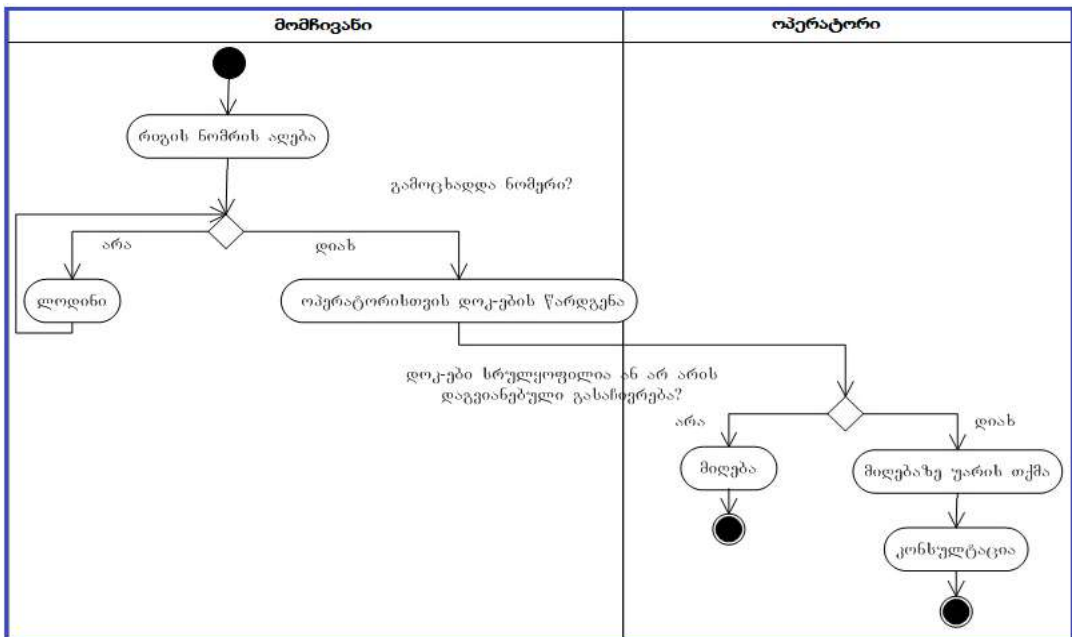 მომჩივანი
ოპერატორი
რიგის ნომრის აღება
გამოცხადდა ნომერი?
არა
დიახ
ლოდინი
ოპერატორისთვის დოკ-ების წარდგენა
დოკ-ები სრულყოფილია ან არ არის
დაგვიანებული გასაჩივრება?
არა
დიახ
მიღება
მიღებაზე უარის თქმა
კონსულტაცია